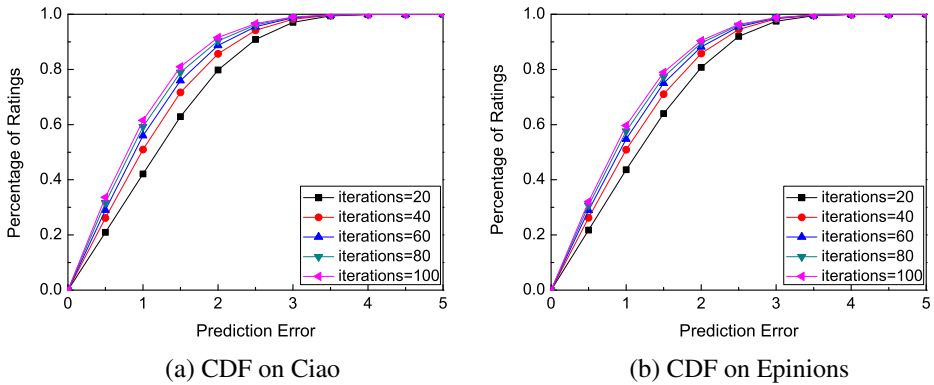 1.0
0.8
0.6
0.4
0.2
0.0
Percentage of Ratings
0 1 2 3 4 5
Prediction Error
iterations=20
iterations=40
iterations=60
iterations=80
iterations=100
(a) CDF on Ciao
1.0
0.8
0.6
0.4
0.2
0.0
Percentage of Ratings
0 1 2 3 4 5
Prediction Error
iterations=20
iterations=40
iterations=60
iterations=80
iterations=100
(b) CDF on Epinions